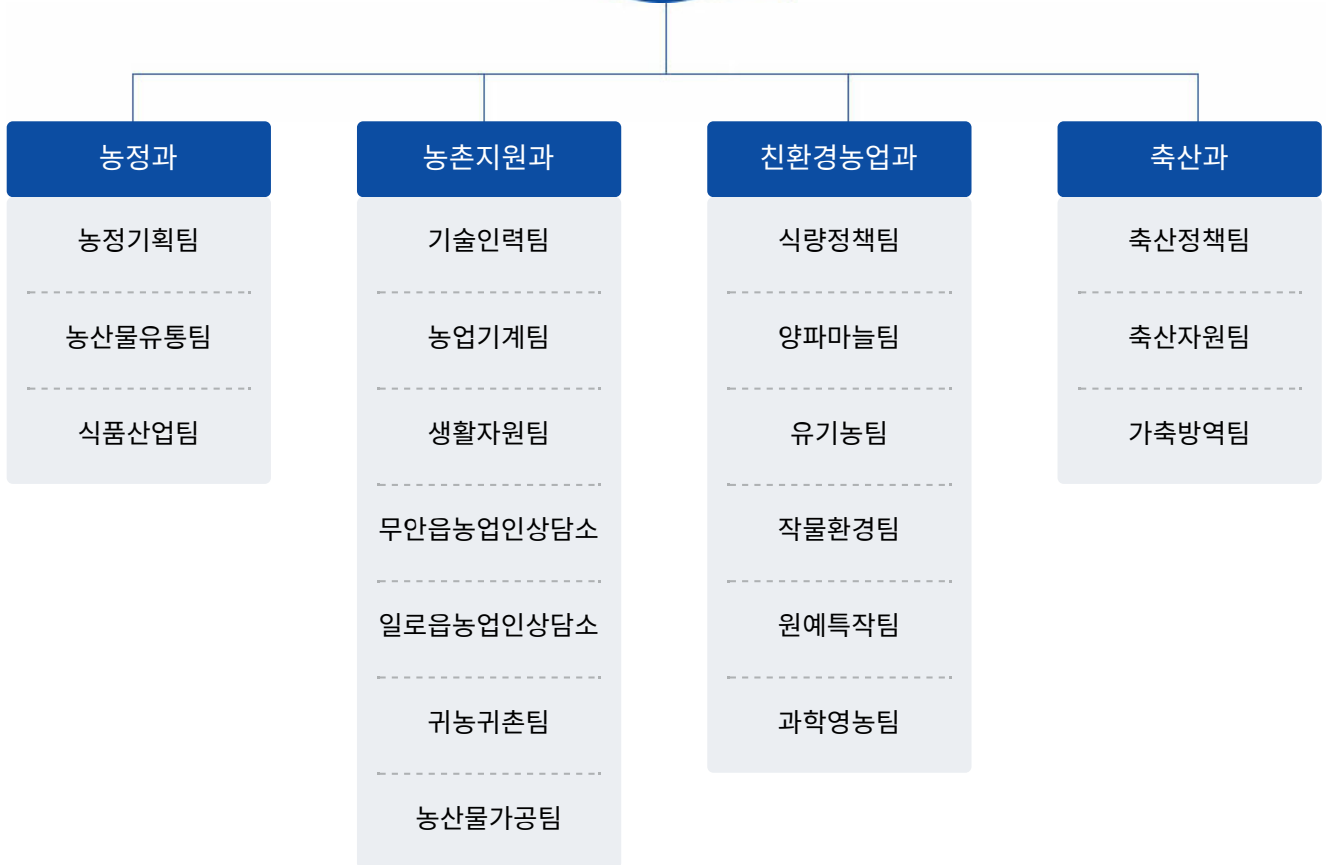 농정과
농정기획팀
농산물유통팀
식품산업팀
농촌지원과
기술인력팀
농업기계팀
생활자원팀
무안읍농업인상담소
일로읍농업인상담소
귀농귀촌팀
농산물가공팀
친환경농업과
식량정책팀
양파마늘팀
유기농팀
작물환경팀
원예특작팀
과학영농팀
축산과
축산정책팀
축산자원팀
가축방역팀